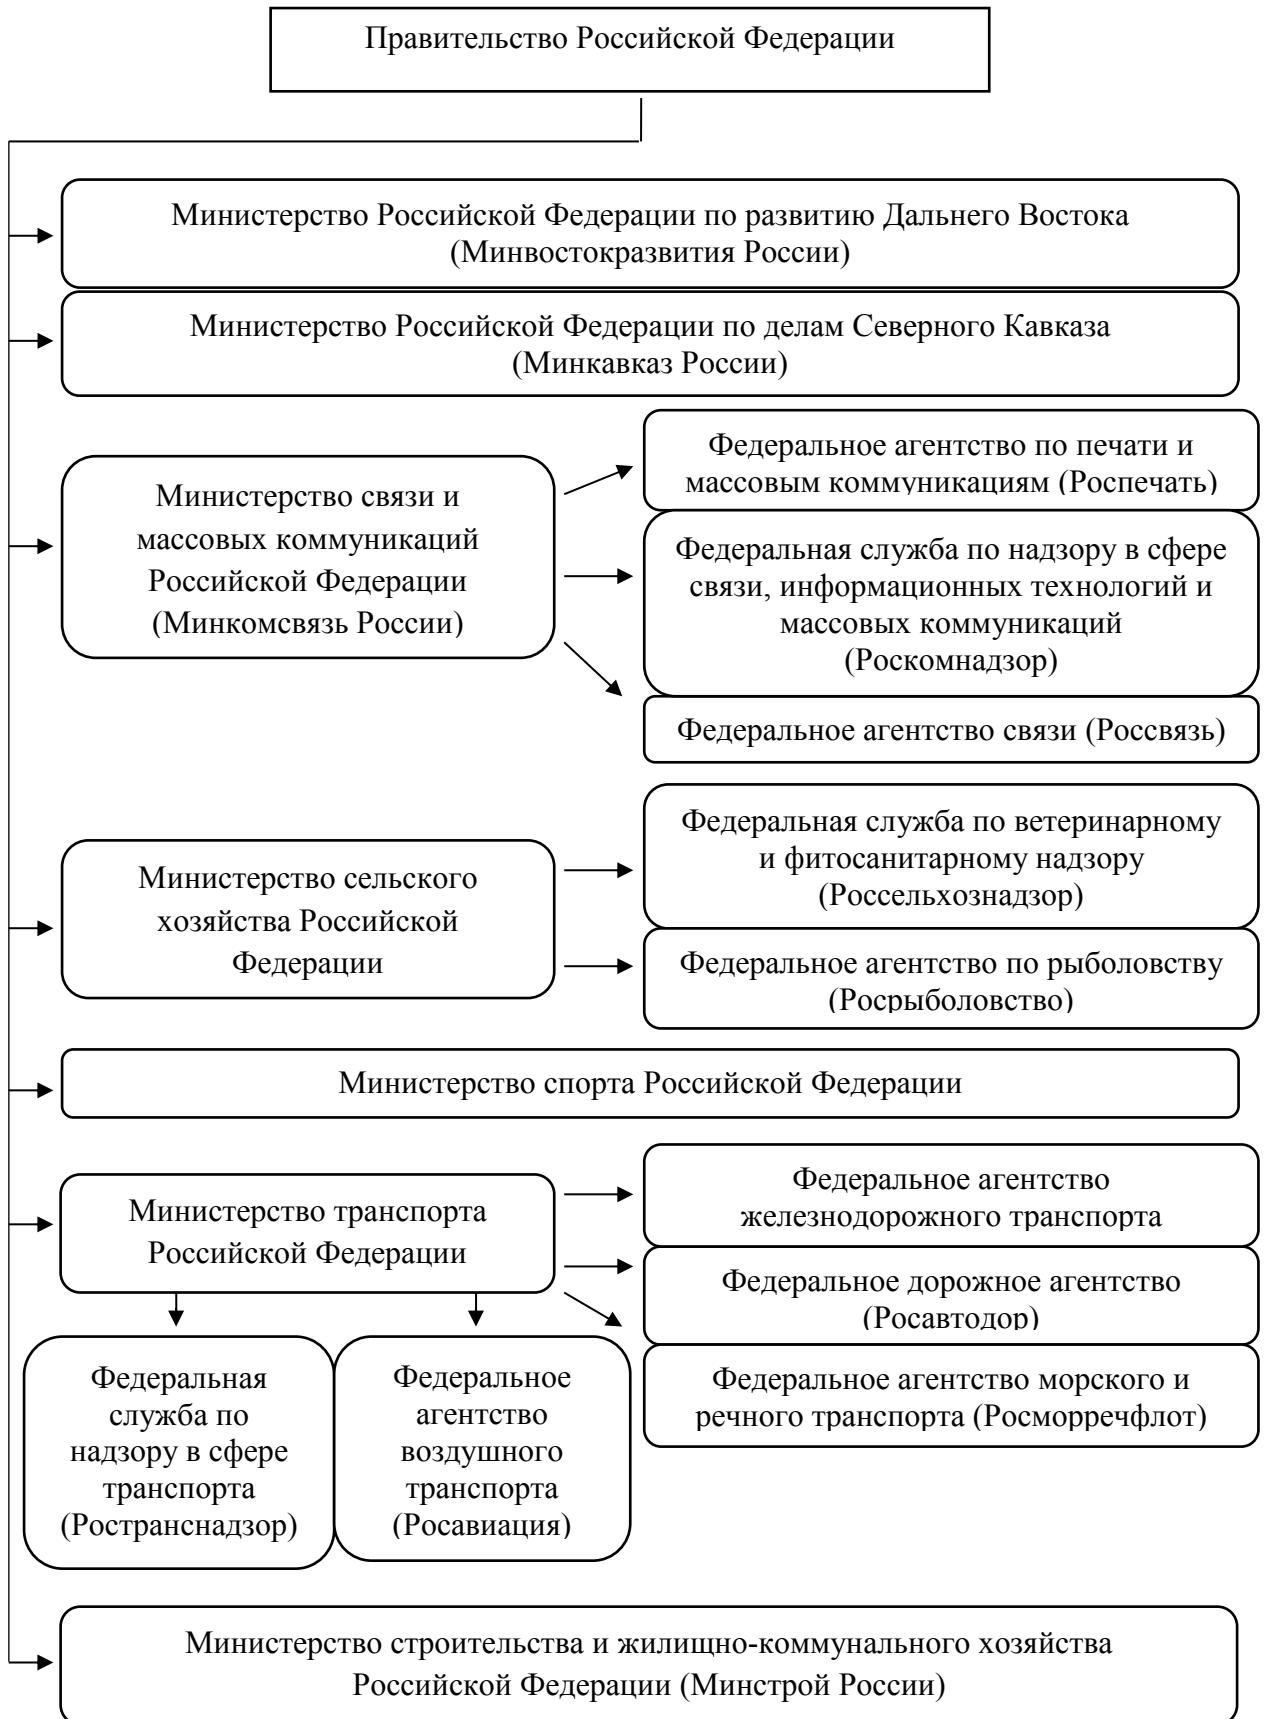 Правительство Российской Федерации
Министерство Российской Федерации по развитию Дальнего Востока
(Минвостокразвития России)
Министерство Российской Федерации по делам Северного Кавказа
(Минкавказ России)
Министерство связи и
массовых коммуникаций
Российской Федерации
(Минкомсвязь России)
Федеральное агентство по печати и
массовым коммуникациям (Роспечать)
Федеральная служба по надзору в сфере
связи, информационных технологий и
массовых коммуникаций
(Роскомнадзор)
Федеральное агентство связи (Россвязь)
Министерство сельского
хозяйства Российской
Федерации
Федеральная служба по ветеринарному
и фитосанитарному надзору
(Россельхознадзор)
Федеральное агентство по рыболовству
(Росрыболовство)
Министерство спорта Российской Федерации
Министерство транспорта
Российской Федерации
Федеральное агентство
железнодорожного транспорта
Федеральное дорожное агентство
(Росавтодор)
Федеральное агентство морского и
речного транспорта (Росморречфлот)
Федеральная
служба по
надзору в сфере
транспорта
(Ространснадзор)
Федеральное
агентство
воздушного
транспорта
(Росавиация)
Министерство строительства и жилищно-коммунального хозяйства
Российской Федерации (Минстрой России)